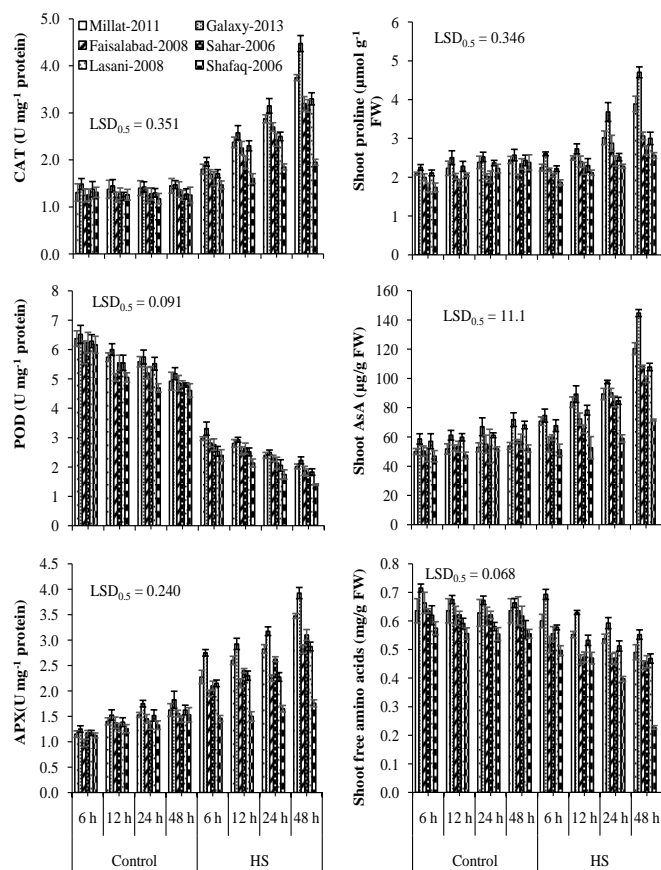 Millat-2011 Galaxy-2013
Faisalabad-2008 Sahar-2006
Lasani-2008 Shafaq-2006
CAT (U mg-1 protein)
5.0
4.0
3.0
2.0
1.0
0.0
LSD0.5 = 0.351
Shoot proline (µmol g-1 FW)
6
5
4
3
2
1
0
LSD0.5 = 0.346
POD (U mg-1 protein)
8
7
6
5
4
3
2
1
0
LSD0.5 = 0.091
Shoot AsA (µg/g FW)
160
140
120
100
80
60
40
20
0
LSD0.5 = 11.1
APX(U mg-1 protein)
4.5
4.0
3.5
3.0
2.5
2.0
1.5
1.0
0.5
0.0
LSD0.5 = 0.240
6 h 12 h 24 h 48 h 6 h 12 h 24 h 48 h
Control HS
Shoot free amino acids (mg/g FW)
0.8
0.7
0.6
0.5
0.4
0.3
0.2
0.1
0.0
LSD0.5 = 0.068
6 h 12 h 24 h 48 h 6 h 12 h 24 h 48 h
Control HS